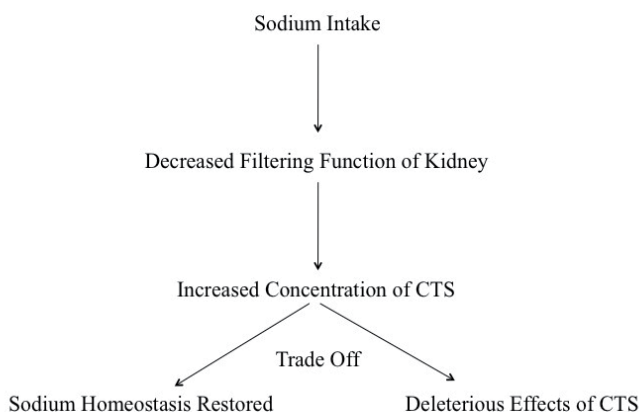 Sodium Intake
Decreased Filtering Function of Kidney
Increased Concentration of CTS
Trade Off
Sodium Homeostasis Restored
Deleterious Effects of CTS